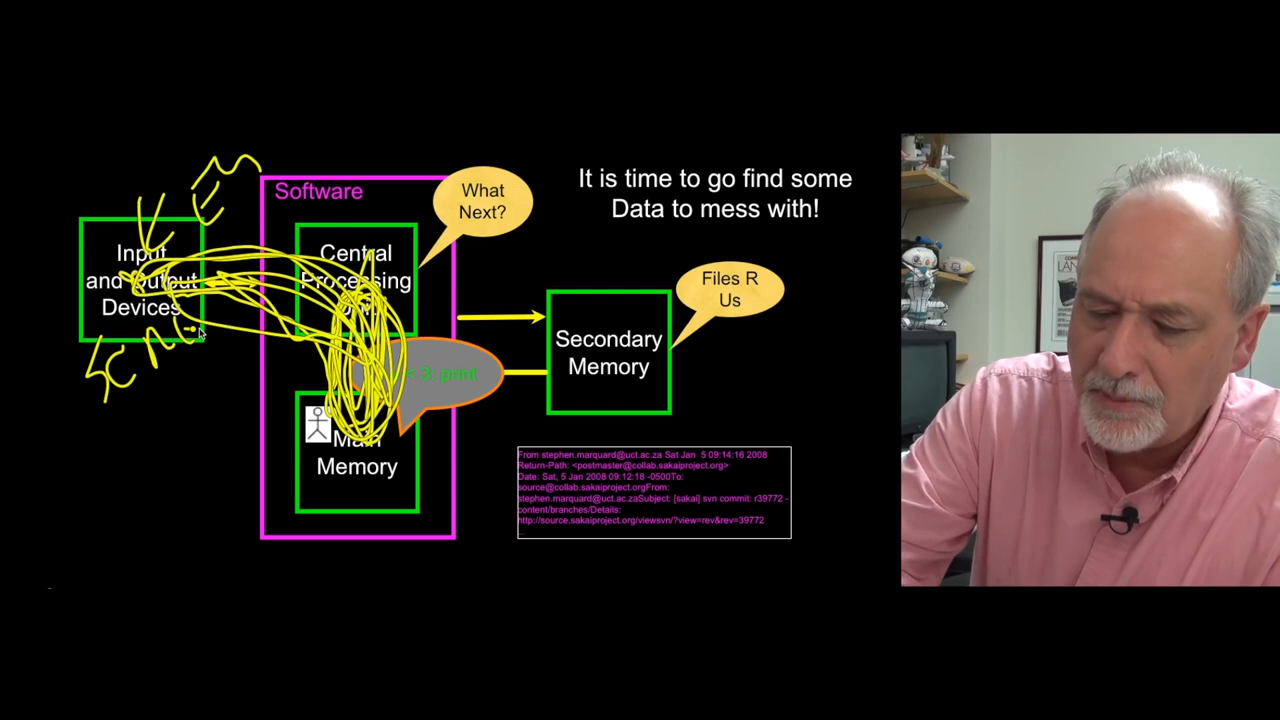 It is time to go find some
Data to mess with!
Software
What
Next?
Input
and Output
Devices
Central
Processing
Files R
Us
Secondary
Memory
< 3: print
Main
Memory
From stephen.marquard@uct.ac.za Sat Jan  5 09:14:16 2008
Return-Path: <postmaster@collab.sakaiproject.org>
Date: Sat, 5 Jan 2008 09:12:18 -0500To:
source@collab.sakaiproject.orgFrom:
stephen.marquard@uct.ac.zaSubject: [sakai] svn commit: r39772 -
content/branches/Details:
http://source.sakaiproject.org/viewsvn/?view=rev&rev=39772
...